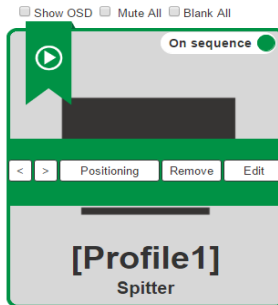 Show OSD Mute All Blank All
On sequence
< > Positioning Remove Edit
[Profile1]
Spitter